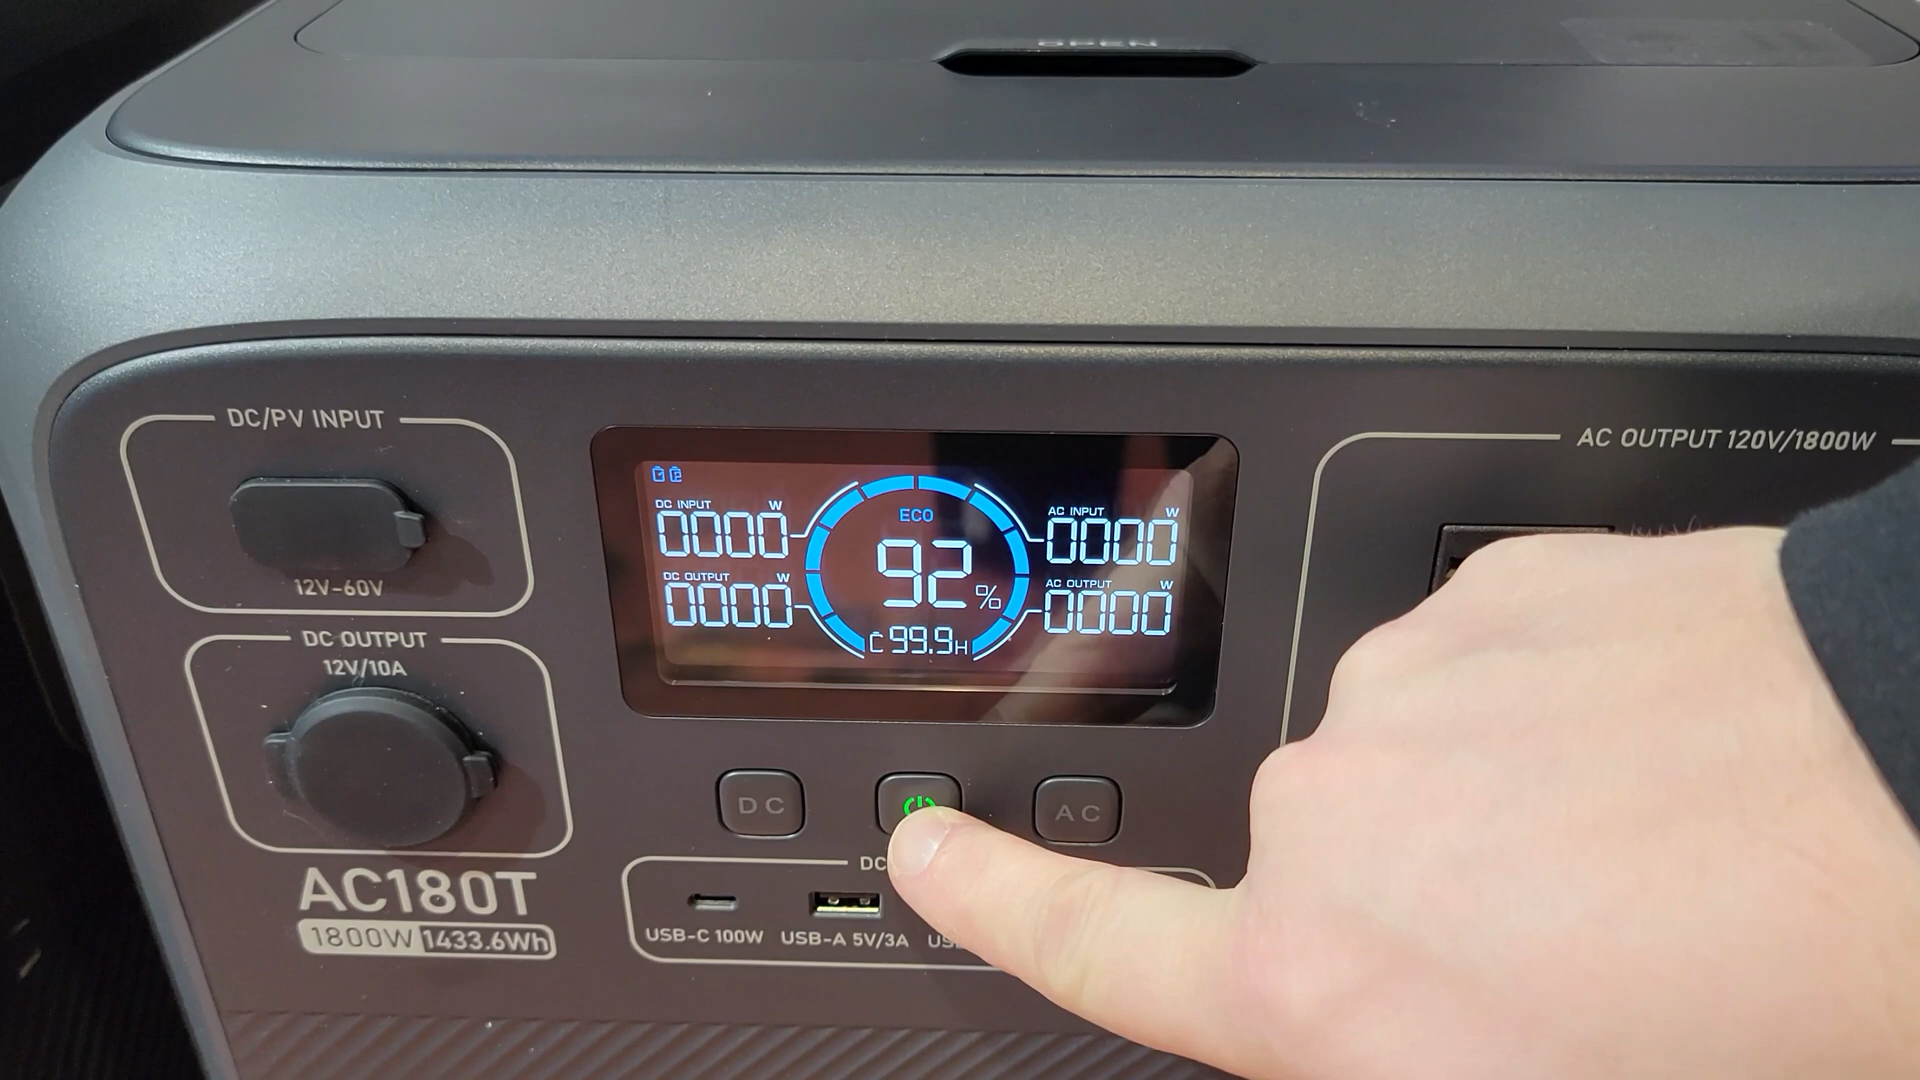 OPEN
DC/PV INPUT
12V-60V
DC OUTPUT
12V/10A
AC180T
1800W 1433.6Wh
DC INPUT W
0000
DC OUTPUT W
0000
ECO
92 %
99.9H
AC INPUT W
0000
AC OUTPUT W
0000
DC
AC
DC
USB-C 100W
USB-A 5V/3A
AC OUTPUT 120V/1800W